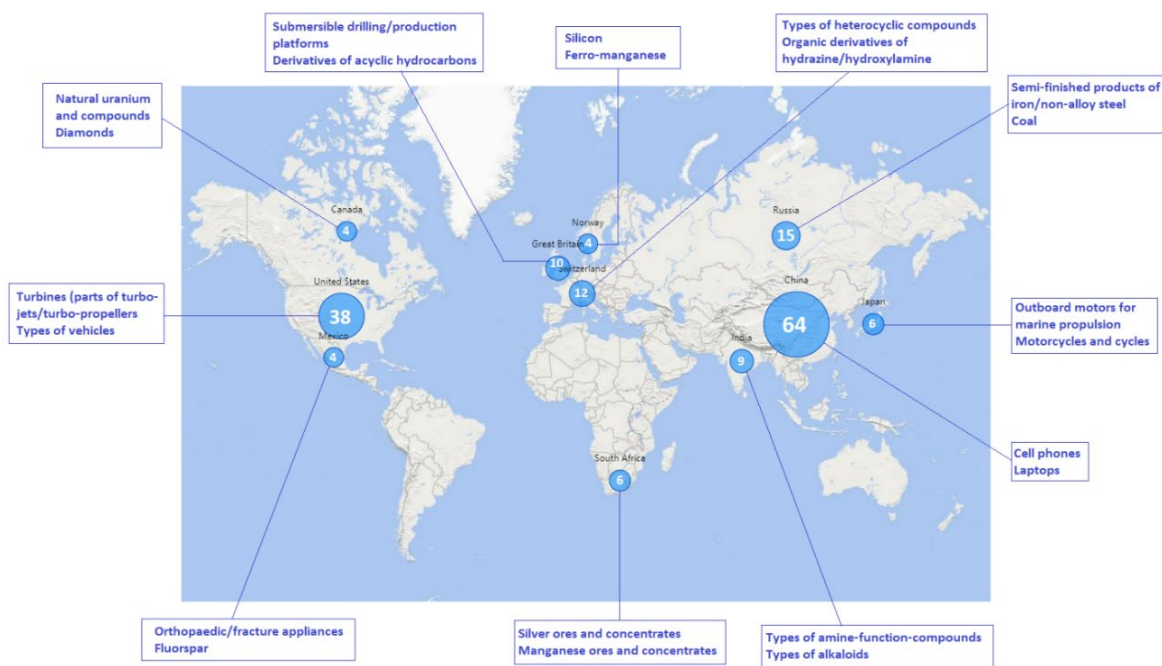 Submersible drilling/production
platforms
Derivatives of acyclic hydrocarbons
Silicon
Ferro-manganese
Types of heterocyclic compounds
Organic derivatives of
hydrazine/hydroxylamine
Natural uranium
and compounds
Diamonds
Semi-finished products of
iron/non-alloy steel
Coal
Canada
4
Norway
4
Russia
15
Great Britain
10
Switzerland
12
United States
38
China
64
Japan
6
Turbines (parts of turbo-
jets/turbo-propellers
Types of vehicles
Outboard motors for
marine propulsion
Motorcycles and cycles
Mexico
4
India
9
Cell phones
Laptops
South Africa
6
Orthopaedic/fracture appliances
Fluorspar
Silver ores and concentrates
Manganese ores and concentrates
Types of amine-function-compounds
Types of alkaloids